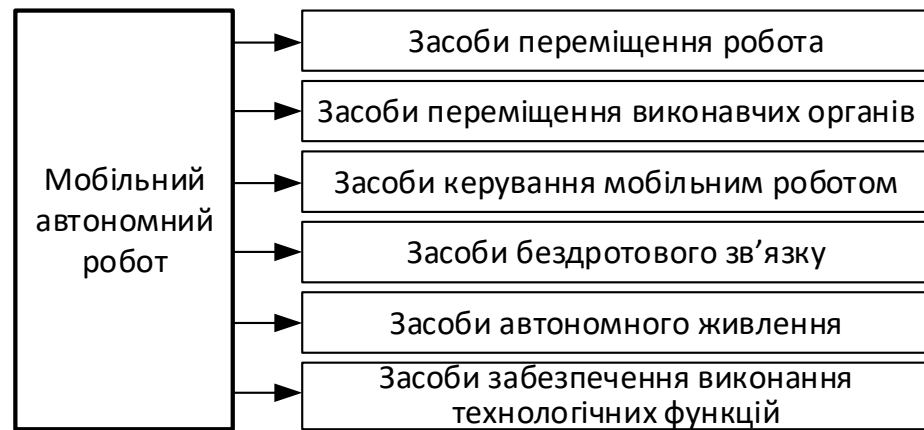 Мобільний
автономний
робот
Засоби переміщення робота
Засоби переміщення виконавчих органів
Засоби керування мобільним роботом
Засоби бездротового зв’язку
Засоби автономного живлення
Засоби забезпечення виконання
технологічних функцій